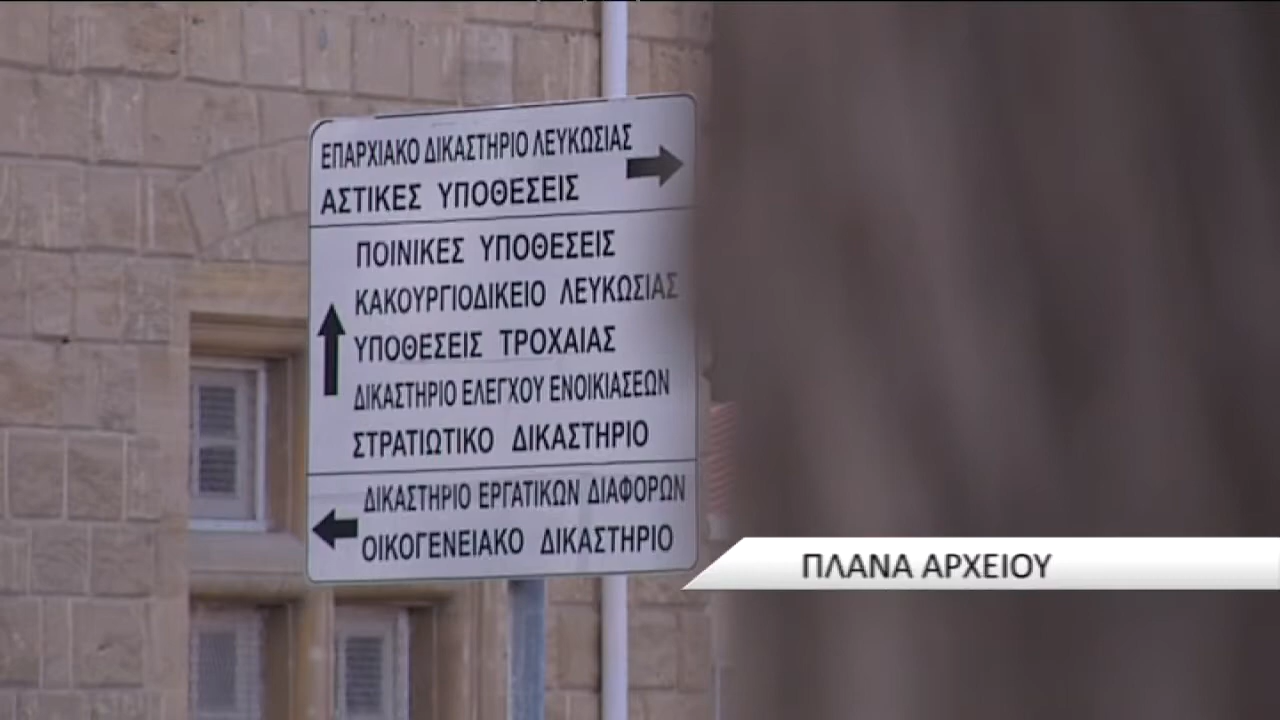 ΕΠΑΡΧΙΑΚΟ ΔΙΚΑΣΤΗΡΙΟ ΛΕΥΚΩΣΙΑΣ
ΑΣΤΙΚΕΣ ΥΠΟΘΕΣΕΙΣ
ΠΟΙΝΙΚΕΣ ΥΠΟΘΕΣΕΙΣ
ΚΑΚΟΥΡΓΙΟΔΙΚΕΙΟ ΛΕΥΚΩΣΙΑΣ
ΥΠΟΘΕΣΕΙΣ ΤΡΟΧΑΙΑΣ
ΔΙΚΑΣΤΗΡΙΟ ΕΛΕΓΧΟΥ ΕΝΟΙΚΙΑΣΕΩΝ
ΣΤΡΑΤΙΩΤΙΚΟ ΔΙΚΑΣΤΗΡΙΟ
ΔΙΚΑΣΤΗΡΙΟ ΕΡΓΑΤΙΚΩΝ ΔΙΑΦΟΡΩΝ
ΟΙΚΟΓΕΝΕΙΑΚΟ ΔΙΚΑΣΤΗΡΙΟ
ΠΛΑΝΑ ΑΡΧΕΙΟΥ